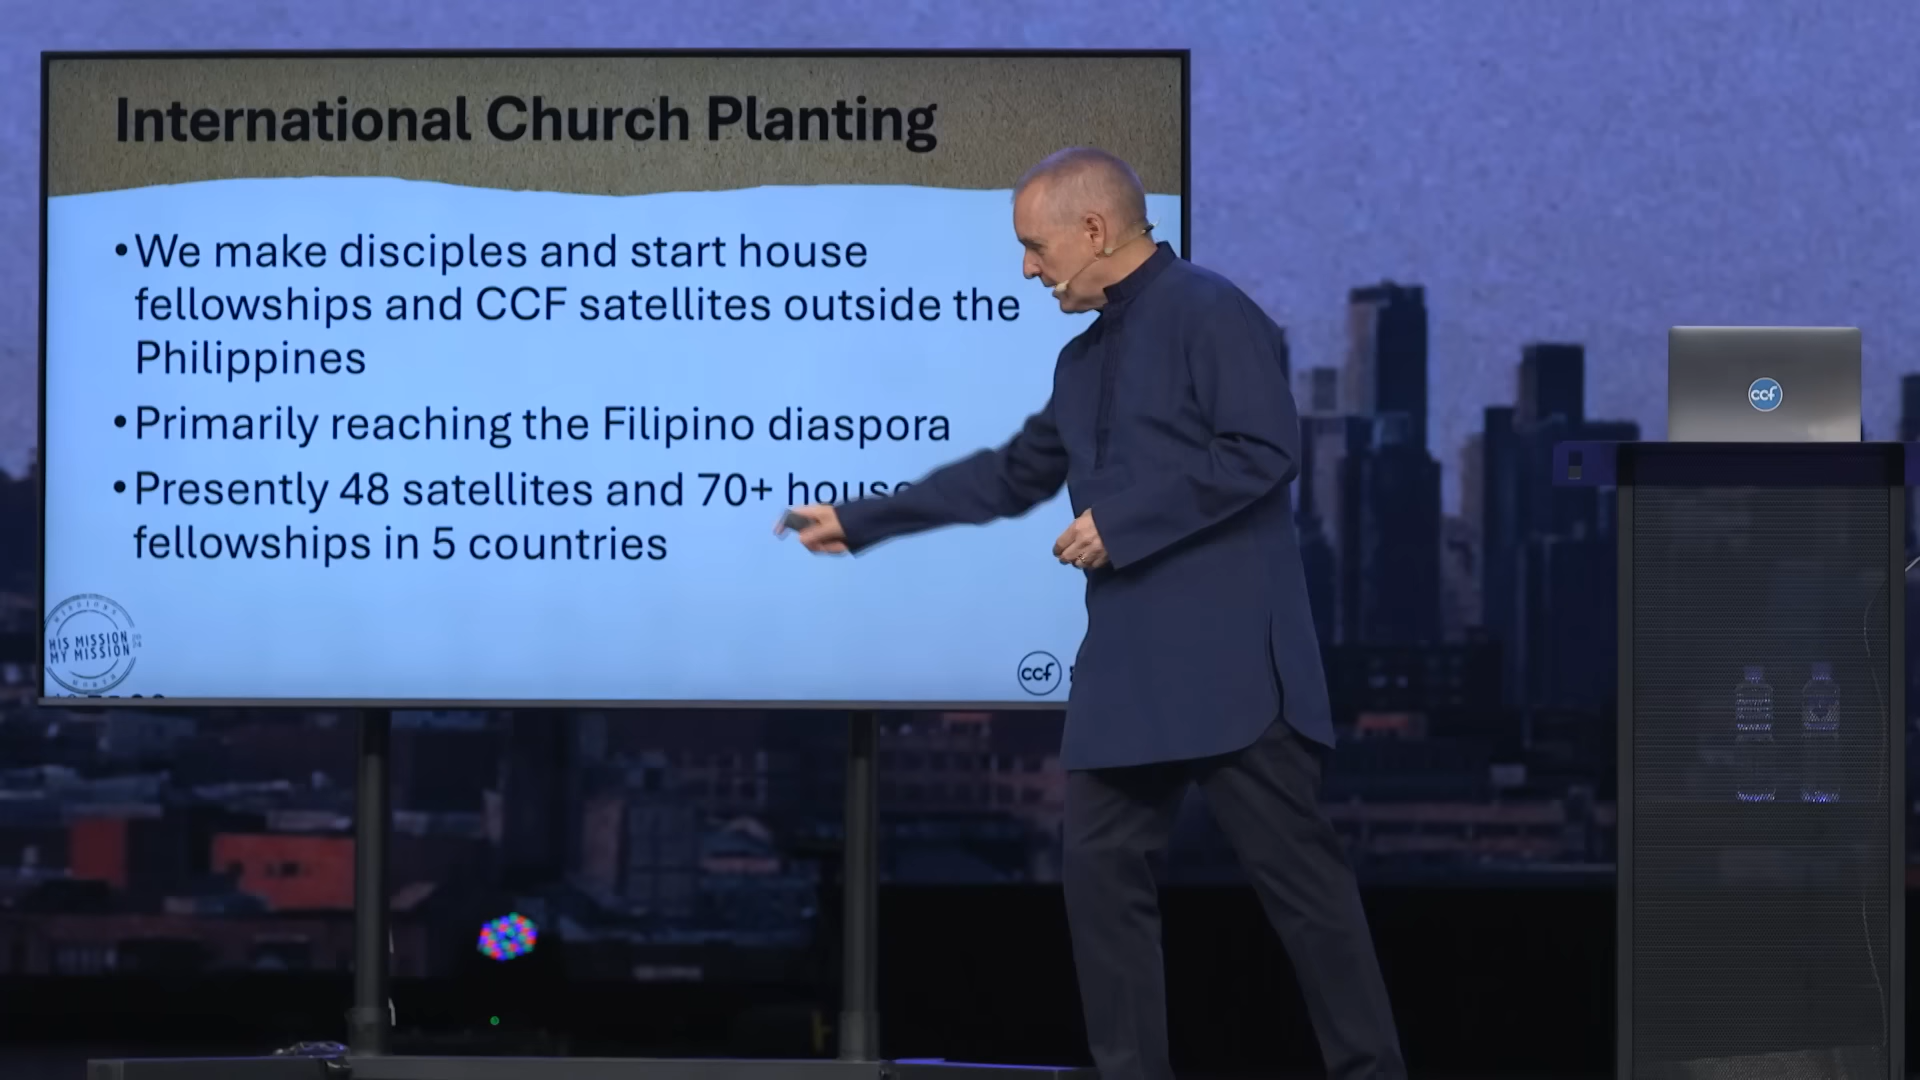 International Church Planting
•We make disciples and start house
fellowships and CCF satellites outside the
Philippines
•Primarily reaching the Filipino diaspora
•Presently 48 satellites and 70+ house
fellowships in 5 countries
HIS MISSION
MY MISSION
ccf
ccf